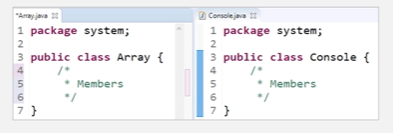 *Array.java
1 package system;
2
3 public class Array {
4 /*
5 * Members
6 */
7 }
Console.java
1 package system;
2
3 public class Console {
4 /*
5 * Members
6 */
7 }